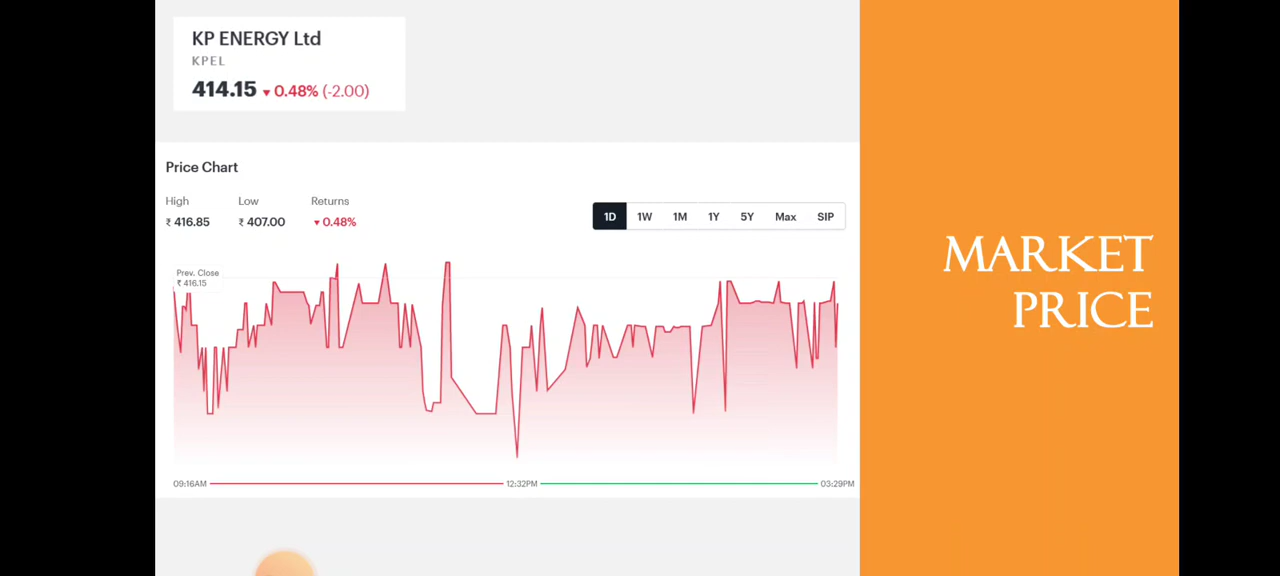 KP ENERGY Ltd
KPEL
414.15 ▼ 0.48% (-2.00)
Price Chart
High Low Returns
₹ 416.85 ₹ 407.00 ▼ 0.48%
1D 1W 1M 1Y 5Y Max SIP
Prev. Close
₹ 416.15
09:16AM 12:32PM 03:29PM
MARKET
PRICE